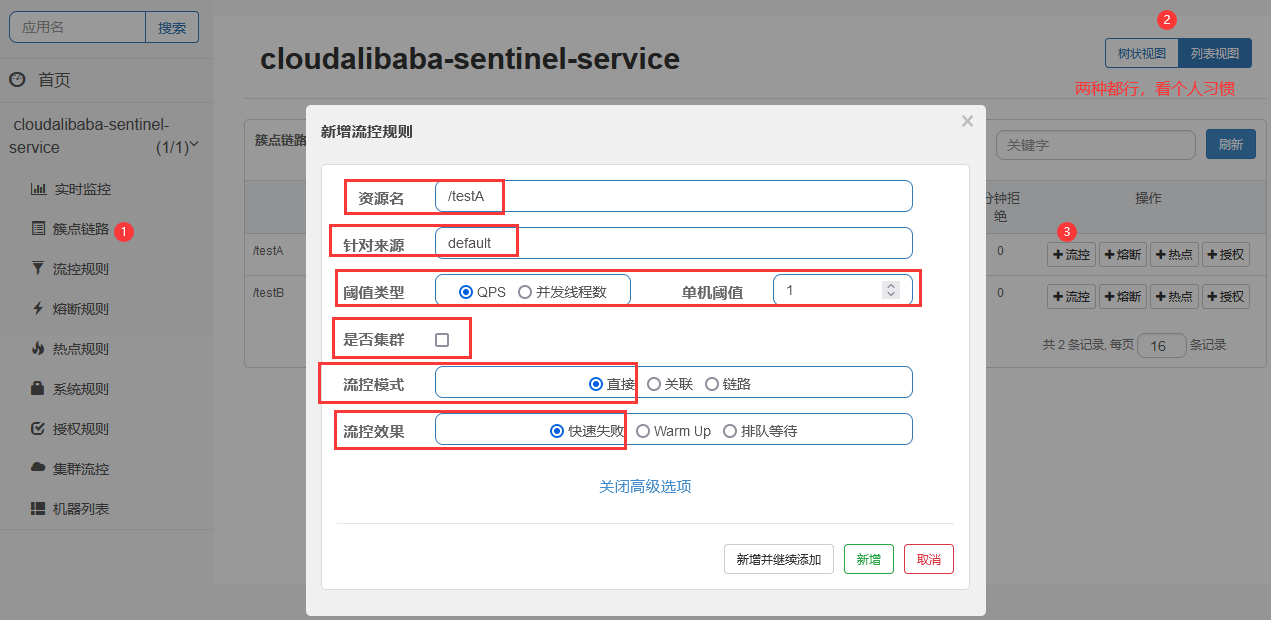 应用名
搜索
首页
cloudalibaba-sentinel-
service
(1/1)
实时监控
簇点链路
1
流控规则
熔断规则
热点规则
系统规则
授权规则
集群流控
机器列表
cloudalibaba-sentinel-service
2
树状视图
列表视图
两种都行，看个人习惯
簇点链路
关键字
刷新
分钟拒
绝
操作
/testA
0
3
流控
熔断
热点
授权
/testB
0
流控
熔断
热点
授权
共 2 条记录, 每页 16 条记录
新增流控规则
×
资源名 /testA
针对来源 default
阈值类型 QPS 并发线程数 单机阈值 1
是否集群
流控模式 直接 关联 链路
流控效果 快速失败 Warm Up 排队等待
关闭高级选项
新增并继续添加
新增
取消